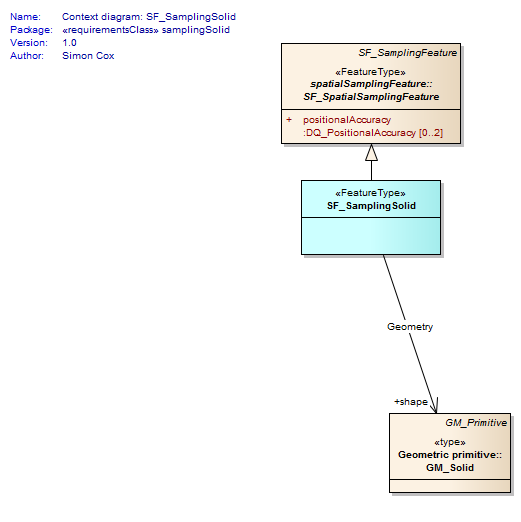 Name: Context diagram: SF_SamplingSolid
Package: «requirementsClass» samplingSolid
Version: 1.0
Author: Simon Cox
SF_SamplingFeature
«FeatureType»
spatialSamplingFeature::
SF_SpatialSamplingFeature
+ positionalAccuracy
:DQ_PositionalAccuracy [0..2]
«FeatureType»
SF_SamplingSolid
Geometry
+shape
GM_Primitive
«type»
Geometric primitive::
GM_Solid